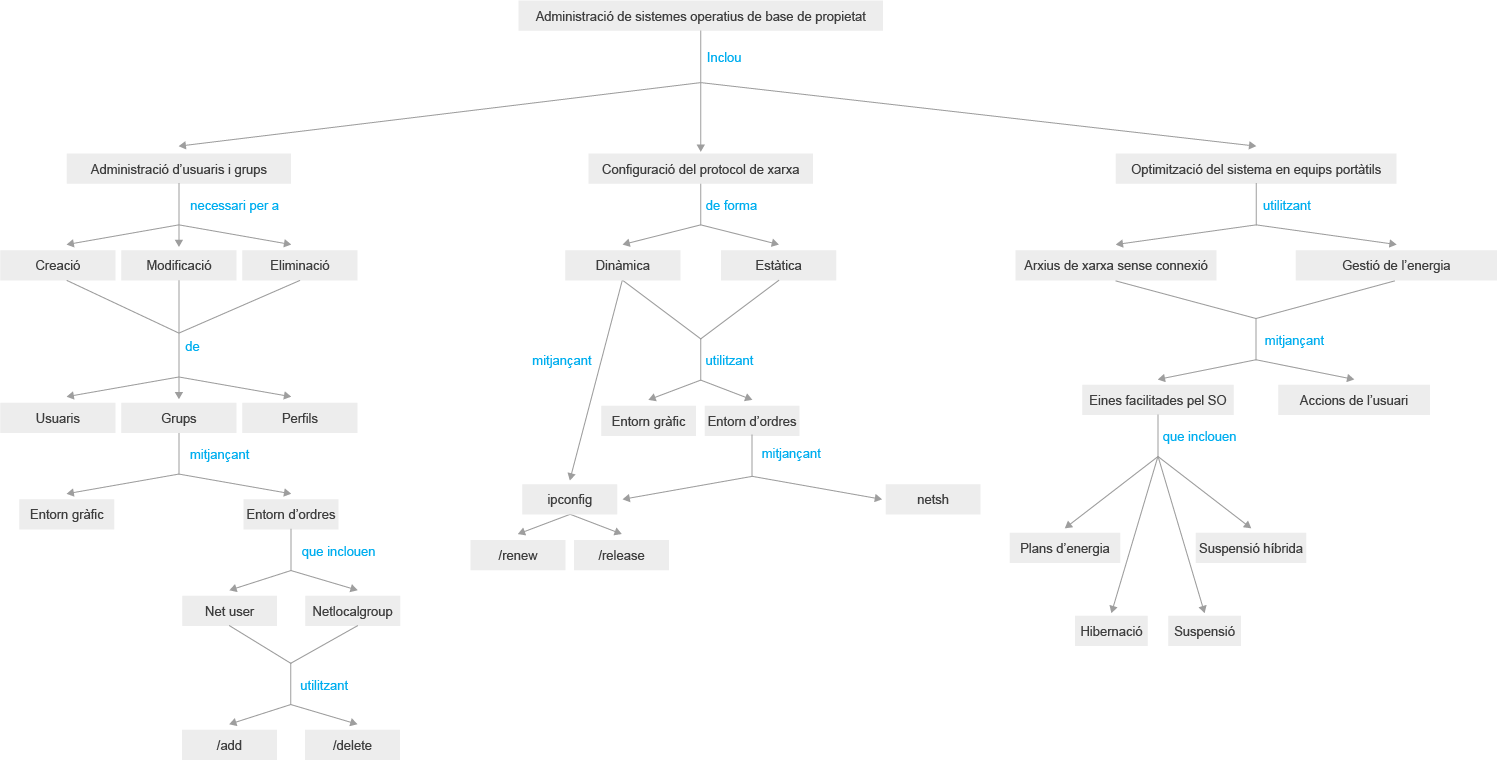 Administració de sistemes operatius de base de propietat
Inclou
Administració d’usuaris i grups
Configuració del protocol de xarxa
Optimització del sistema en equips portàtils
necessari per a
de forma
utilitzant
Creació
Modificació
Eliminació
Dinàmica
Estàtica
Arxius de xarxa sense connexió
Gestió de l’energia
de
mitjançant
utilitzant
mitjançant
Usuaris
Grups
Perfils
Entorn gràfic
Entorn d’ordres
Eines facilitades pel SO
Accions de l’usuari
mitjançant
mitjançant
que inclouen
Entorn gràfic
Entorn d’ordres
ipconfig
netsh
que inclouen
/renew
/release
Plans d’energia
Suspensió híbrida
Net user
Netlocalgroup
Hibernació
Suspensió
utilitzant
/add
/delete